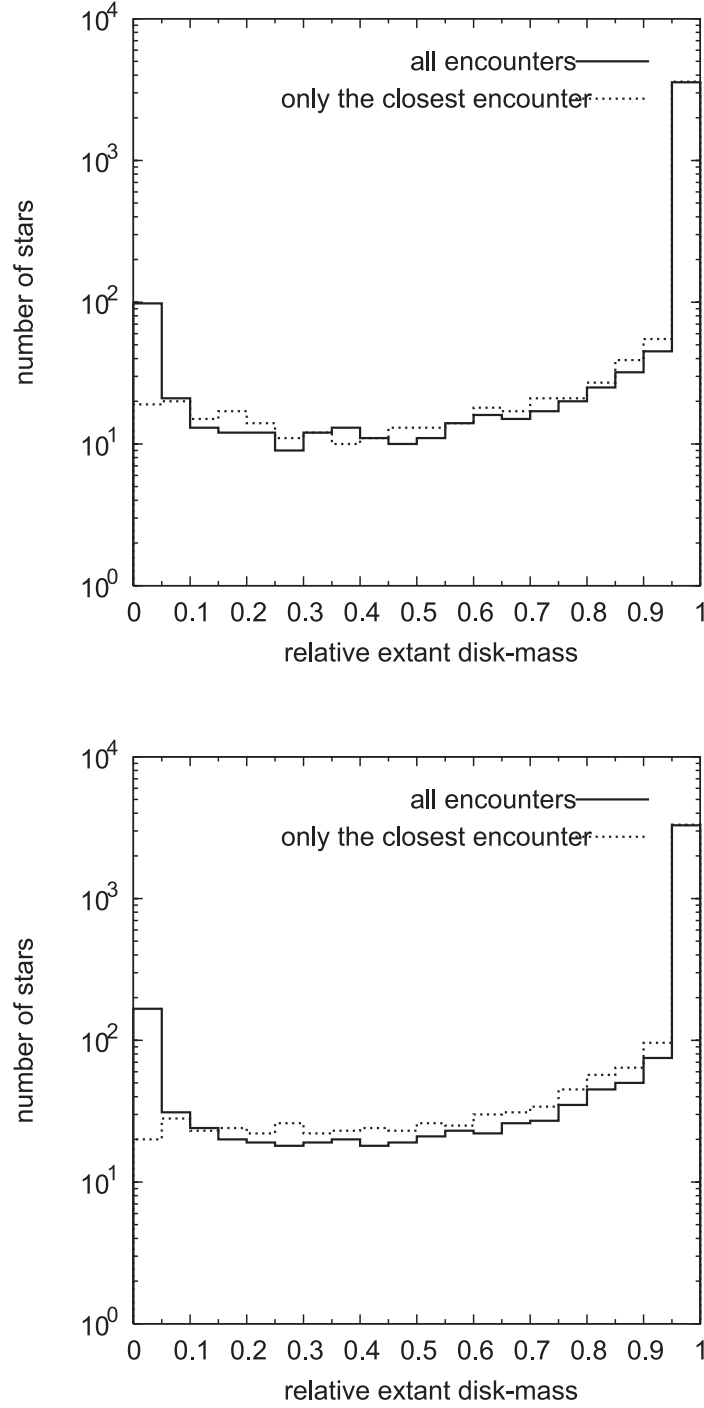 10^4
all encounters
only the closest encounter
10^3
number of stars
10^2
10^1
10^0
0 0.1 0.2 0.3 0.4 0.5 0.6 0.7 0.8 0.9 1
relative extant disk-mass
10^4
all encounters
only the closest encounter
10^3
number of stars
10^2
10^1
10^0
0 0.1 0.2 0.3 0.4 0.5 0.6 0.7 0.8 0.9 1
relative extant disk-mass